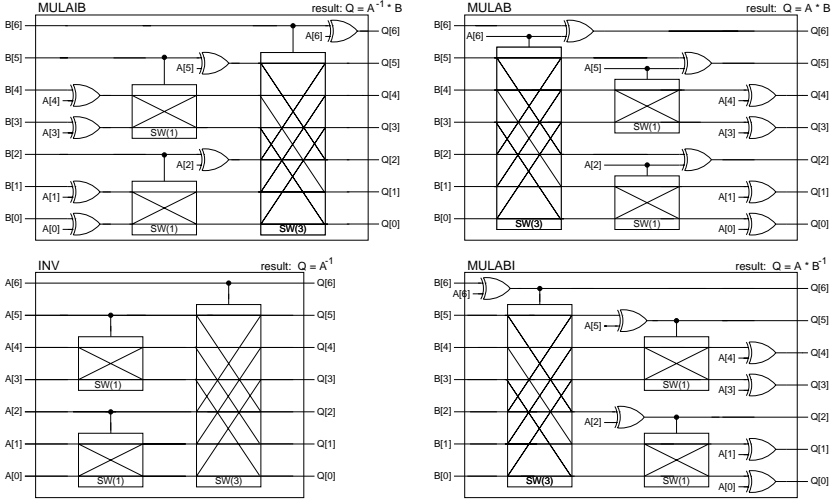 MULAIB result: Q = A-1 * B
B[6] A[6] Q[6]
B[5] A[5] Q[5]
B[4] A[4] Q[4]
B[3] A[3] SW(1) Q[3]
B[2] A[5] Q[2]
B[1] A[1] Q[1]
B[0] A[0] SW(1) SW(3) Q[0]
MULAB result: Q = A * B
B[6] A[6] Q[6]
B[5] A[5] Q[5]
B[4] A[4] Q[4]
B[3] SW(1) A[3] Q[3]
B[2] A[2] Q[2]
B[1] A[1] Q[1]
B[0] SW(3) SW(1) A[0] Q[0]
INV result: Q = A-1
A[6] Q[6]
A[5] Q[5]
A[4] Q[4]
A[3] SW(1) Q[3]
A[2] Q[2]
A[1] Q[1]
A[0] SW(1) SW(3) Q[0]
MULABI result: Q = A * B-1
B[6] A[6] Q[6]
B[5] A[5] Q[5]
B[4] A[4] Q[4]
B[3] SW(1) A[3] Q[3]
B[2] A[2] Q[2]
B[1] A[1] Q[1]
B[0] SW(3) SW(1) A[0] Q[0]